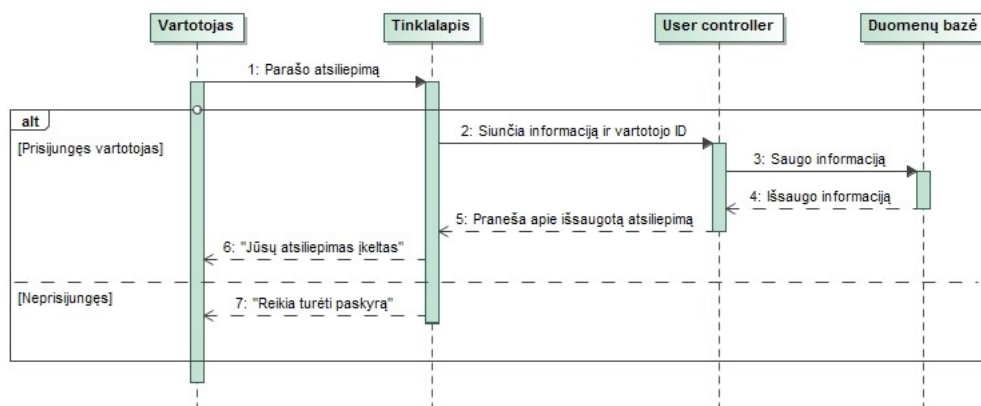 Vartotojas
Tinklalapis
User controller
Duomenų bazė
1: Parašo atsiliepimą
alt
[Prisijungęs vartotojas]
2: Siunčia informaciją ir vartotojo ID
3: Saugo informaciją
4: Išsaugo informaciją
5: Praneša apie išsaugotą atsiliepimą
6: "Jūsų atsiliepimas įkeltas"
[Neprisijungęs]
7: "Reikia turėti paskyrą"